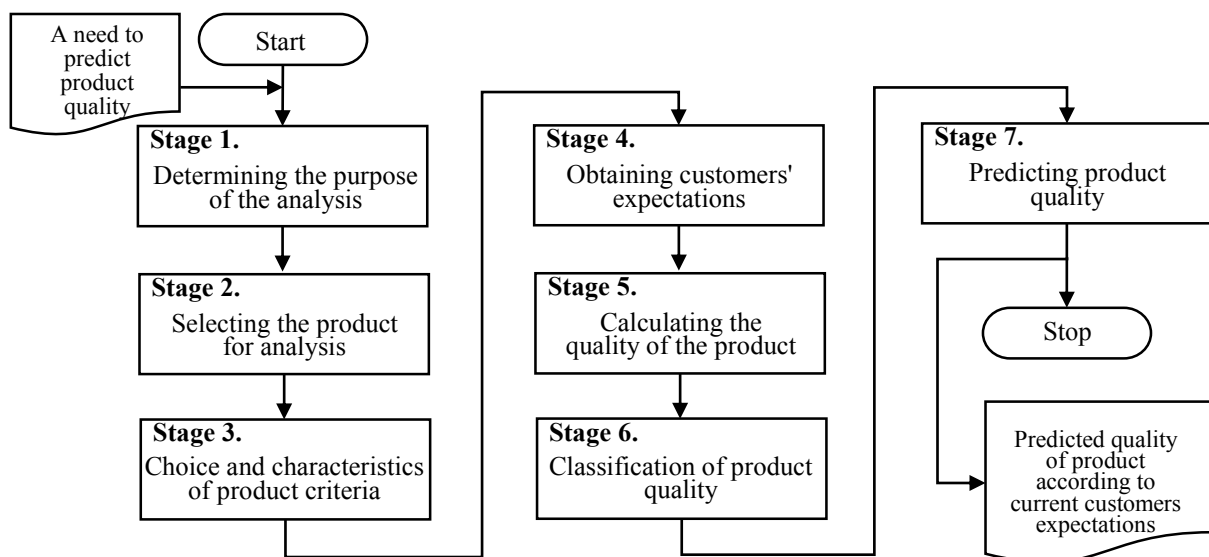 A need to
predict
product
quality
Start
Stage 1.
Determining the purpose
of the analysis
Stage 2.
Selecting the product
for analysis
Stage 3.
Choice and characteristics
of product criteria
Stage 4.
Obtaining customers'
expectations
Stage 5.
Calculating the
quality of the product
Stage 6.
Classification of product
quality
Stage 7.
Predicting product
quality
Stop
Predicted quality
of product
according to
current customers
expectations